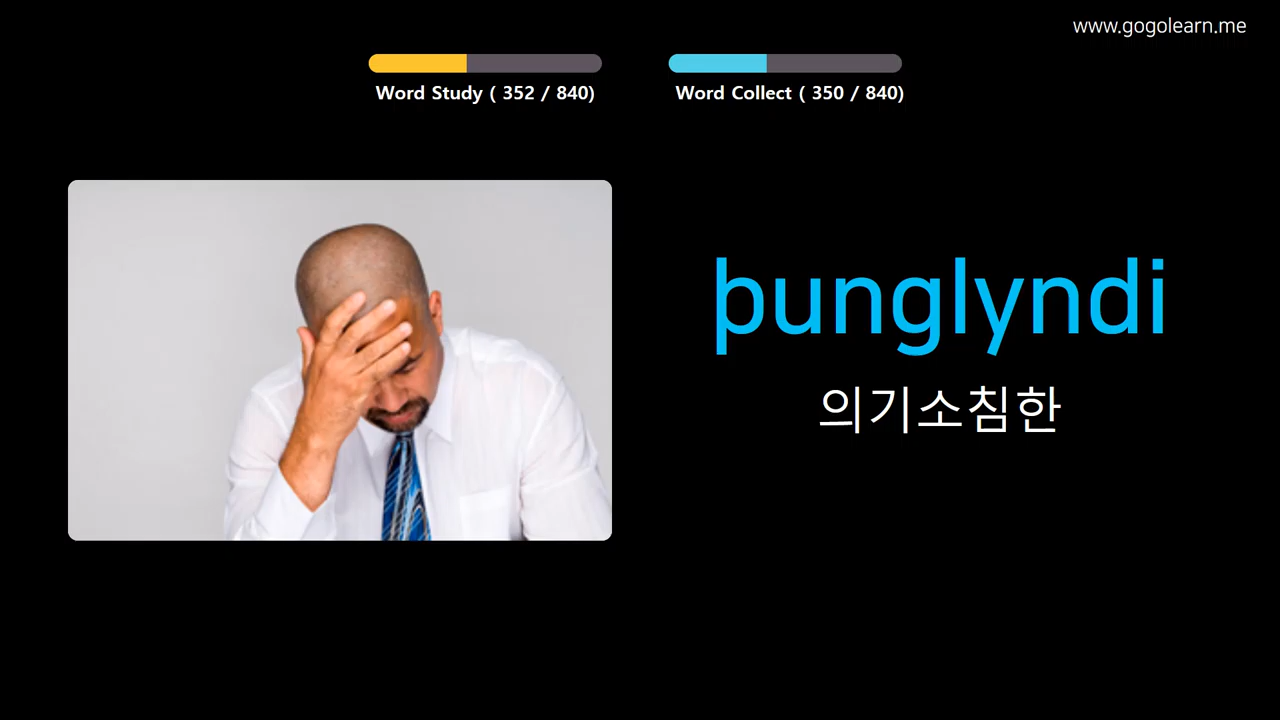 www.gogolearn.me
Word Study ( 352 / 840)
Word Collect ( 350 / 840)
þunglyndi
의기소침한